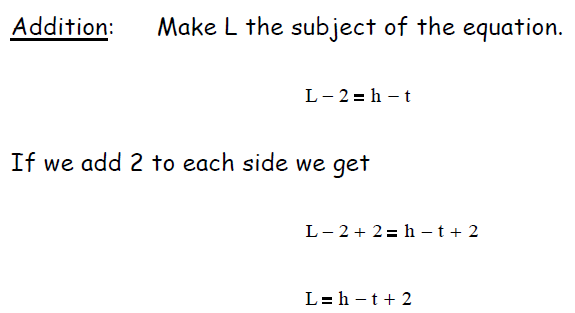 Addition: Make L the subject of the equation.
L – 2 = h – t
If we add 2 to each side we get
L – 2 + 2 = h – t + 2
L = h – t + 2